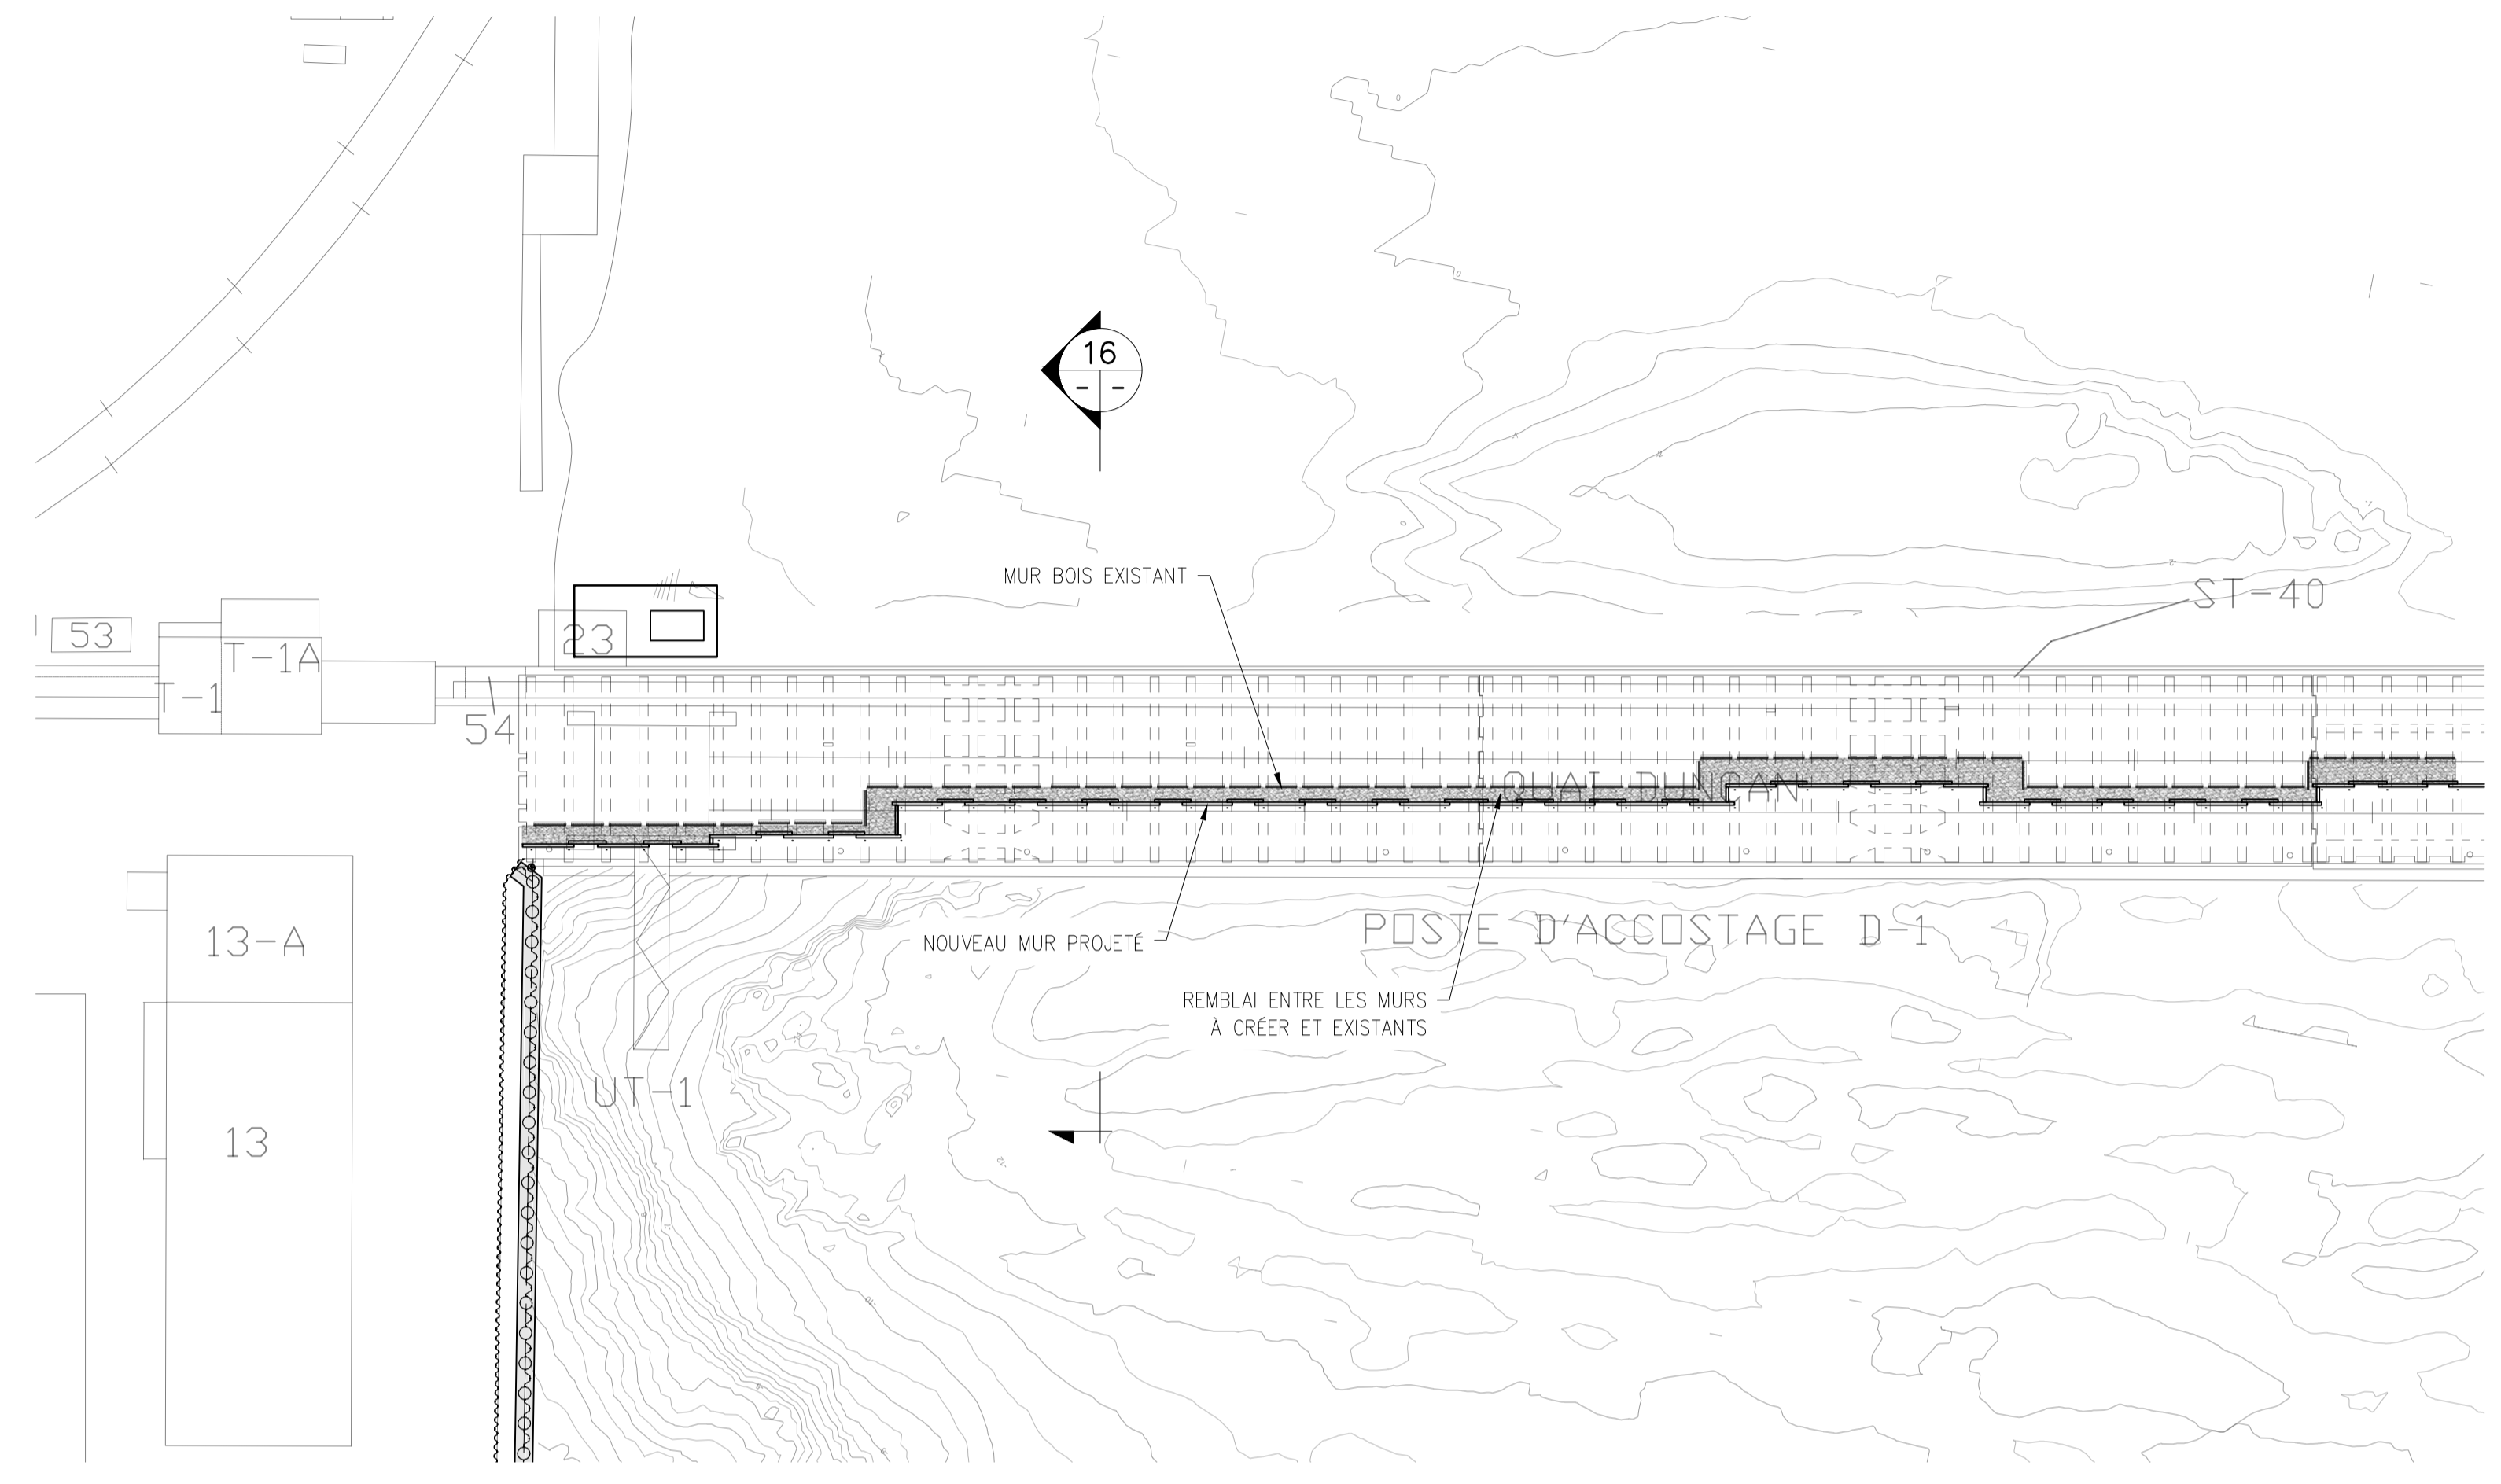 16
- -
MUR BOIS EXISTANT
ST-40
53
23
T-1A
T-1
54
QUAI DUNCAN
13-A
POSTE D'ACCOSTAGE D-1
NOUVEAU MUR PROJETÉ
REMBLAI ENTRE LES MURS
À CRÉER ET EXISTANTS
UT-1
13